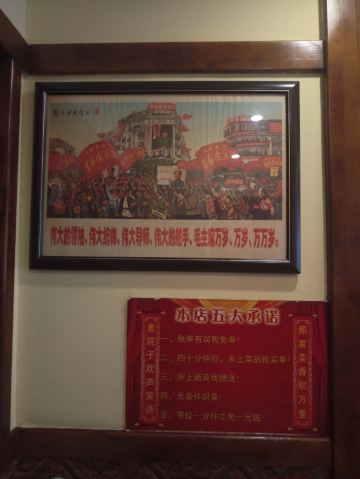 伟大的领袖、伟大统帅、伟大导师、伟大的舵手、毛主席万岁、万岁、万万岁。
本店五大承诺
老院子欢声笑语
一、账单有误我免单！
二、四十分钟后，未上菜品我买单！
三、所上错菜我赠送！
四、无条件退菜！
五、等位一分钟立免一元钱！
那家菜香飘万里